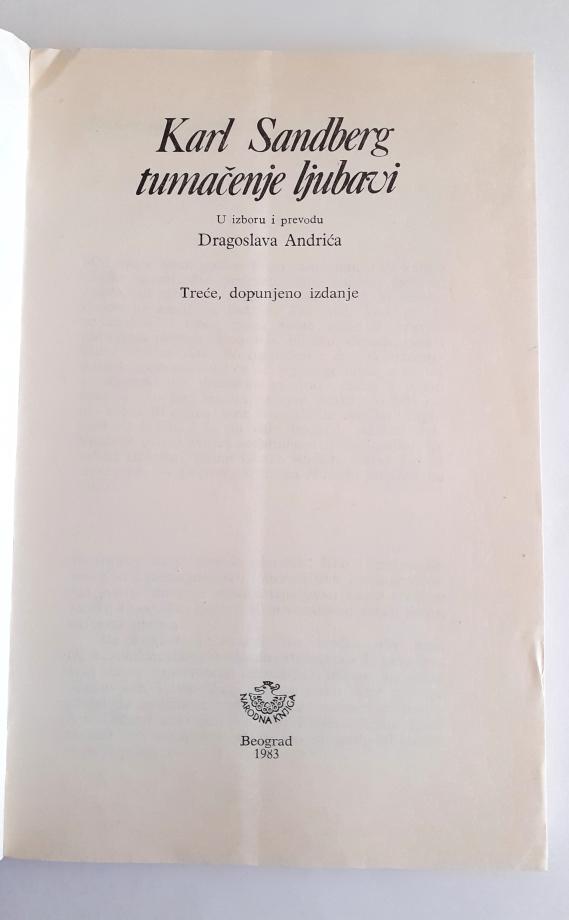 Karl Sandberg
tumačenje ljubavi
U izboru i prevodu
Dragoslava Andrića
Treće, dopunjeno izdanje
NARODNA KNJIGA
Beograd
1983